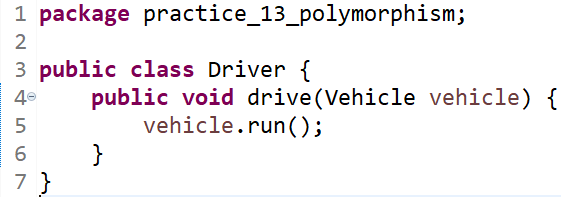 1 package practice_13_polymorphism;
2
3 public class Driver {
4     public void drive(Vehicle vehicle) {
5         vehicle.run();
6     }
7 }